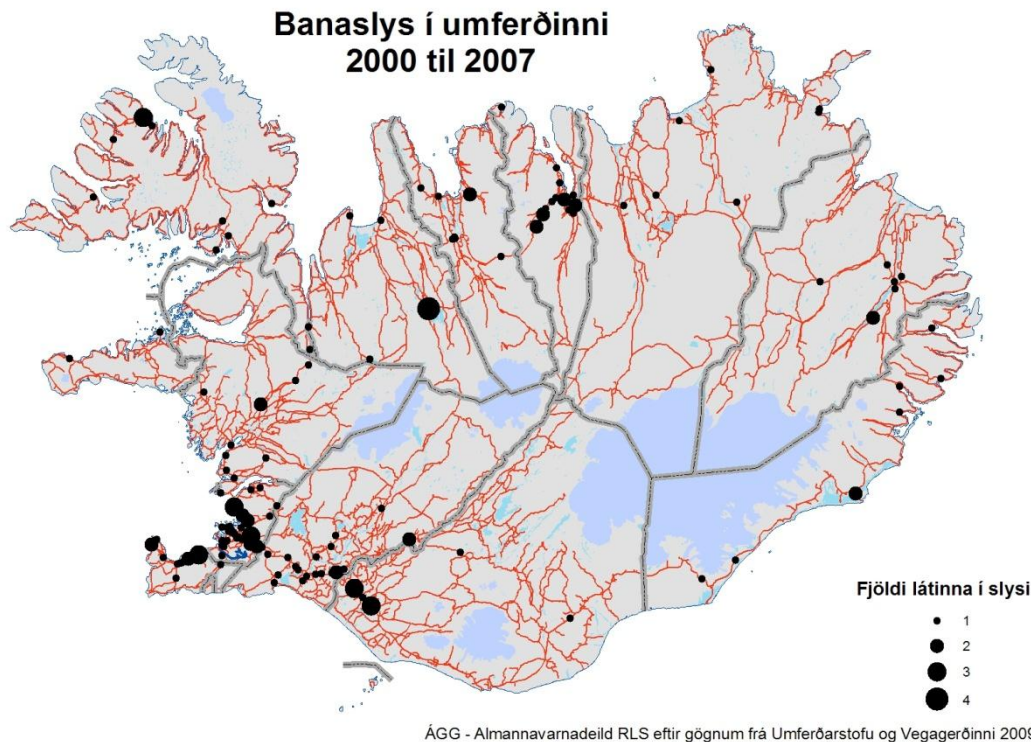 Banaslys í umferðinni
2000 til 2007
Fjöldi látinna í slysi
1
2
3
4
ÁGG - Almannavarnadeild RLS eftir gögnum frá Umferðarstofu og Vegagerðinni 2009